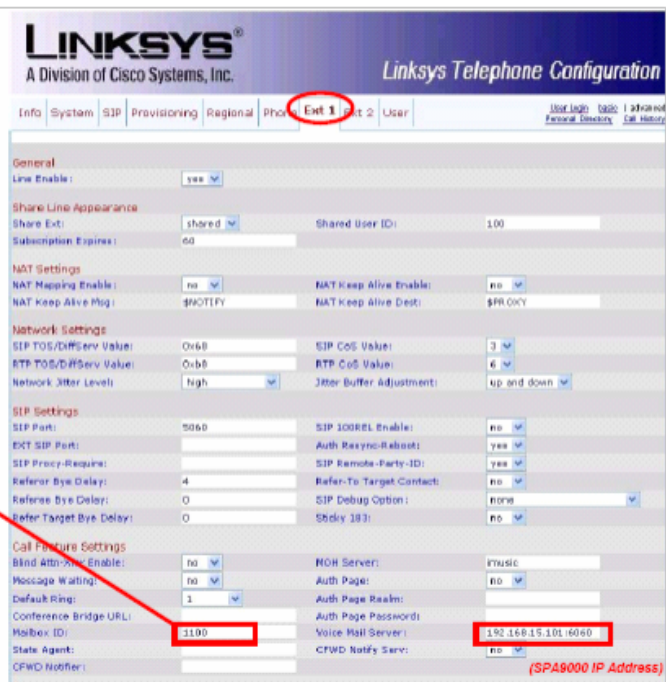 LINKSYS®
A Division of Cisco Systems, Inc.
Linksys Telephone Configuration
Info System SIP Provisioning Regional Phone Ext 1 Ext 2 User
User Login basic | advanced
Personal Directory Call History
General
Line Enable: yes
Share Line Appearance
Share Ext: shared Shared User ID: 100
Subscription Expires: 60
NAT Settings
NAT Mapping Enable: no NAT Keep Alive Enable: no
NAT Keep Alive Msg: $NOTIFY NAT Keep Alive Dest: $PROXY
Network Settings
SIP TOS/DiffServ Value: 0x68 SIP CoS Value: 3
RTP TOS/DiffServ Value: 0xb8 RTP CoS Value: 6
Network Jitter Level: high Jitter Buffer Adjustment: up and down
SIP Settings
SIP Port: 5060 SIP 100REL Enable: no
EXT SIP Port: Auth Resync-Reboot: yes
SIP Proxy-Require: SIP Remote-Party-ID: yes
Referor Bye Delay: 4 Refer-To Target Contact: no
Referee Bye Delay: 0 SIP Debug Option: none
Refer Target Bye Delay: 0 Sticky 183: no
Call Feature Settings
Blind Attn-Xfer Enable: no MOH Server: imusic
Message Waiting: no Auth Page: no
Default Ring: 1 Auth Page Realm:
Conference Bridge URL: Auth Page Password:
Mailbox ID: 1100 Voice Mail Server: 192.168.15.101:6060
State Agent: CFWD Notify Serv: no
CFWD Notifier: (SPA9000 IP Address)